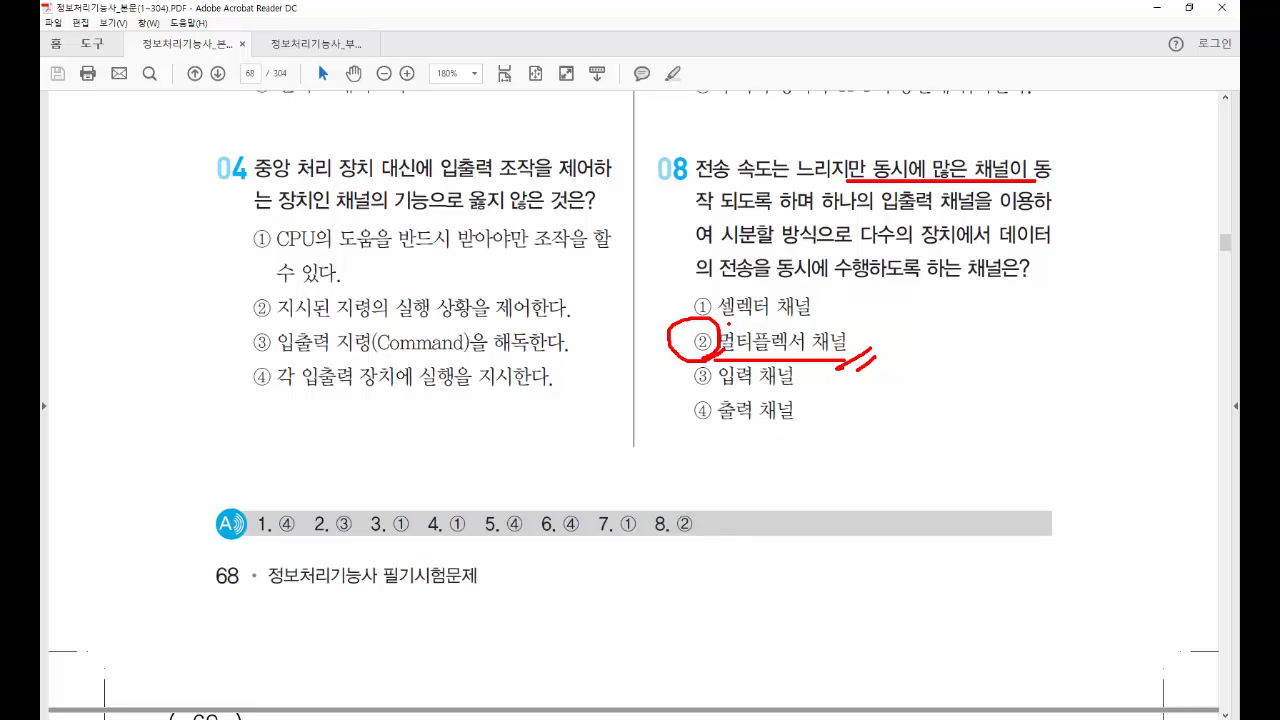 정보처리기능사_본문(1~304).PDF - Adobe Acrobat Reader DC
파일 편집 보기(V) 창(W) 도움말(H)
홈 도구 정보처리기능사_본... × 정보처리기능사_부... ? 로그인
68 / 304 180%
04 중앙 처리 장치 대신에 입출력 조작을 제어하
는 장치인 채널의 기능으로 옳지 않은 것은?
① CPU의 도움을 반드시 받아야만 조작을 할
수 있다.
② 지시된 지령의 실행 상황을 제어한다.
③ 입출력 지령(Command)을 해독한다.
④ 각 입출력 장치에 실행을 지시한다.
08 전송 속도는 느리지만 동시에 많은 채널이 동
작 되도록 하며 하나의 입출력 채널을 이용하
여 시분할 방식으로 다수의 장치에서 데이터
의 전송을 동시에 수행하도록 하는 채널은?
① 셀렉터 채널
② 멀티플렉서 채널
③ 입력 채널
④ 출력 채널
A 1. ④ 2. ③ 3. ① 4. ① 5. ④ 6. ④ 7. ① 8. ②
68 • 정보처리기능사 필기시험문제